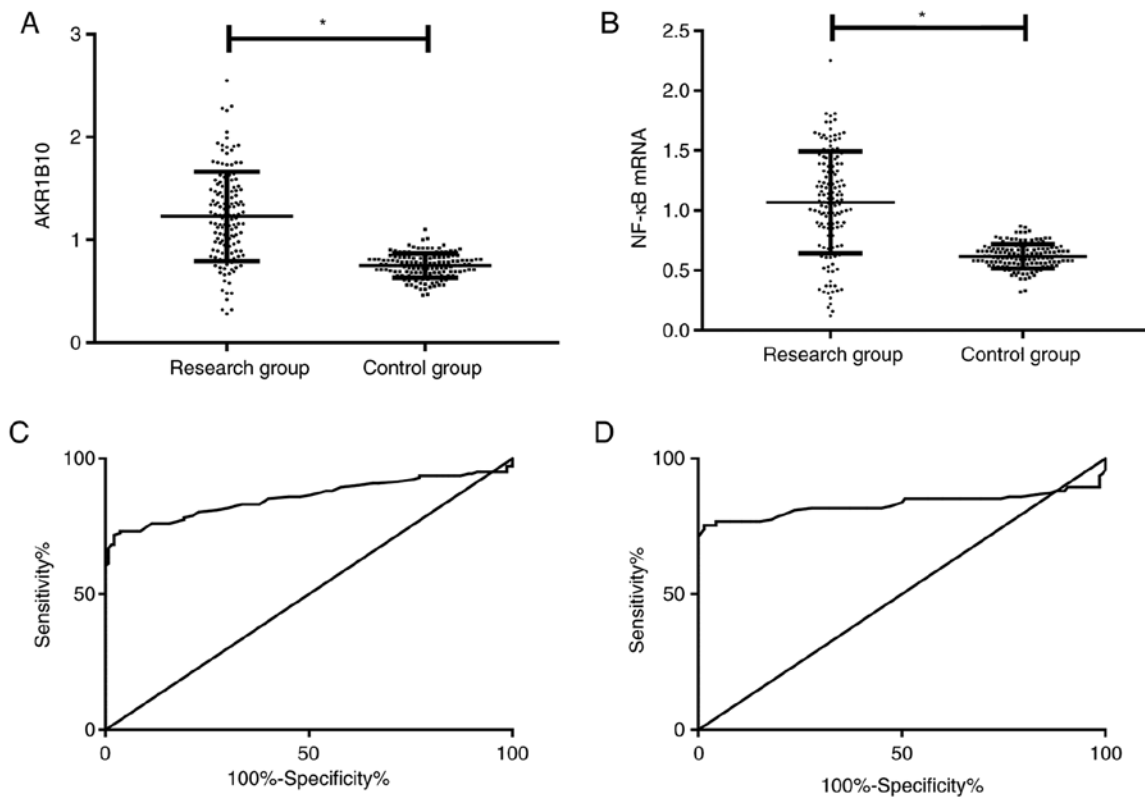 A
*
3
2
1
0
AKR1B10
Research group
Control group
B
*
2.5
2.0
1.5
1.0
0.5
0.0
NF-κB mRNA
Research group
Control group
C
100
50
0
Sensitivity%
0
50
100
100%-Specificity%
D
100
50
0
Sensitivity%
0
50
100
100%-Specificity%